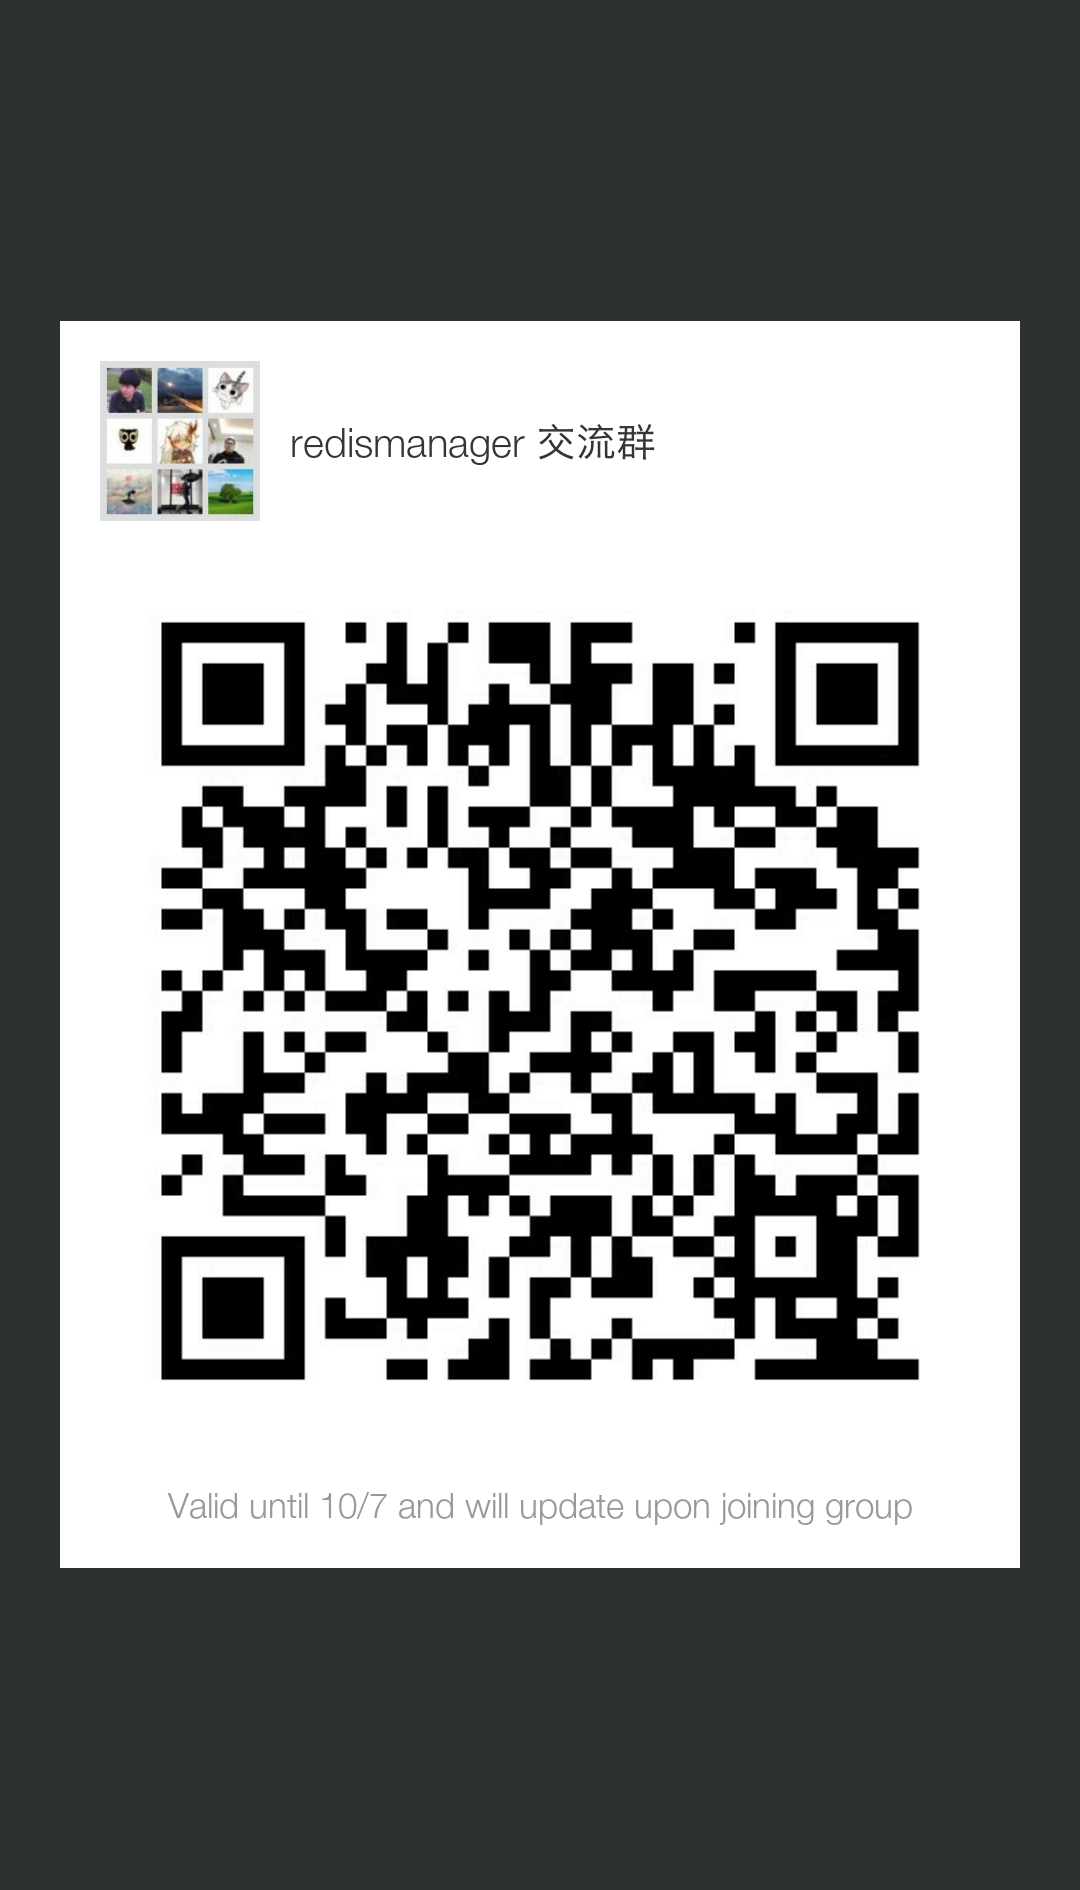 redismanager 交流群
Valid until 10/7 and will update upon joining group